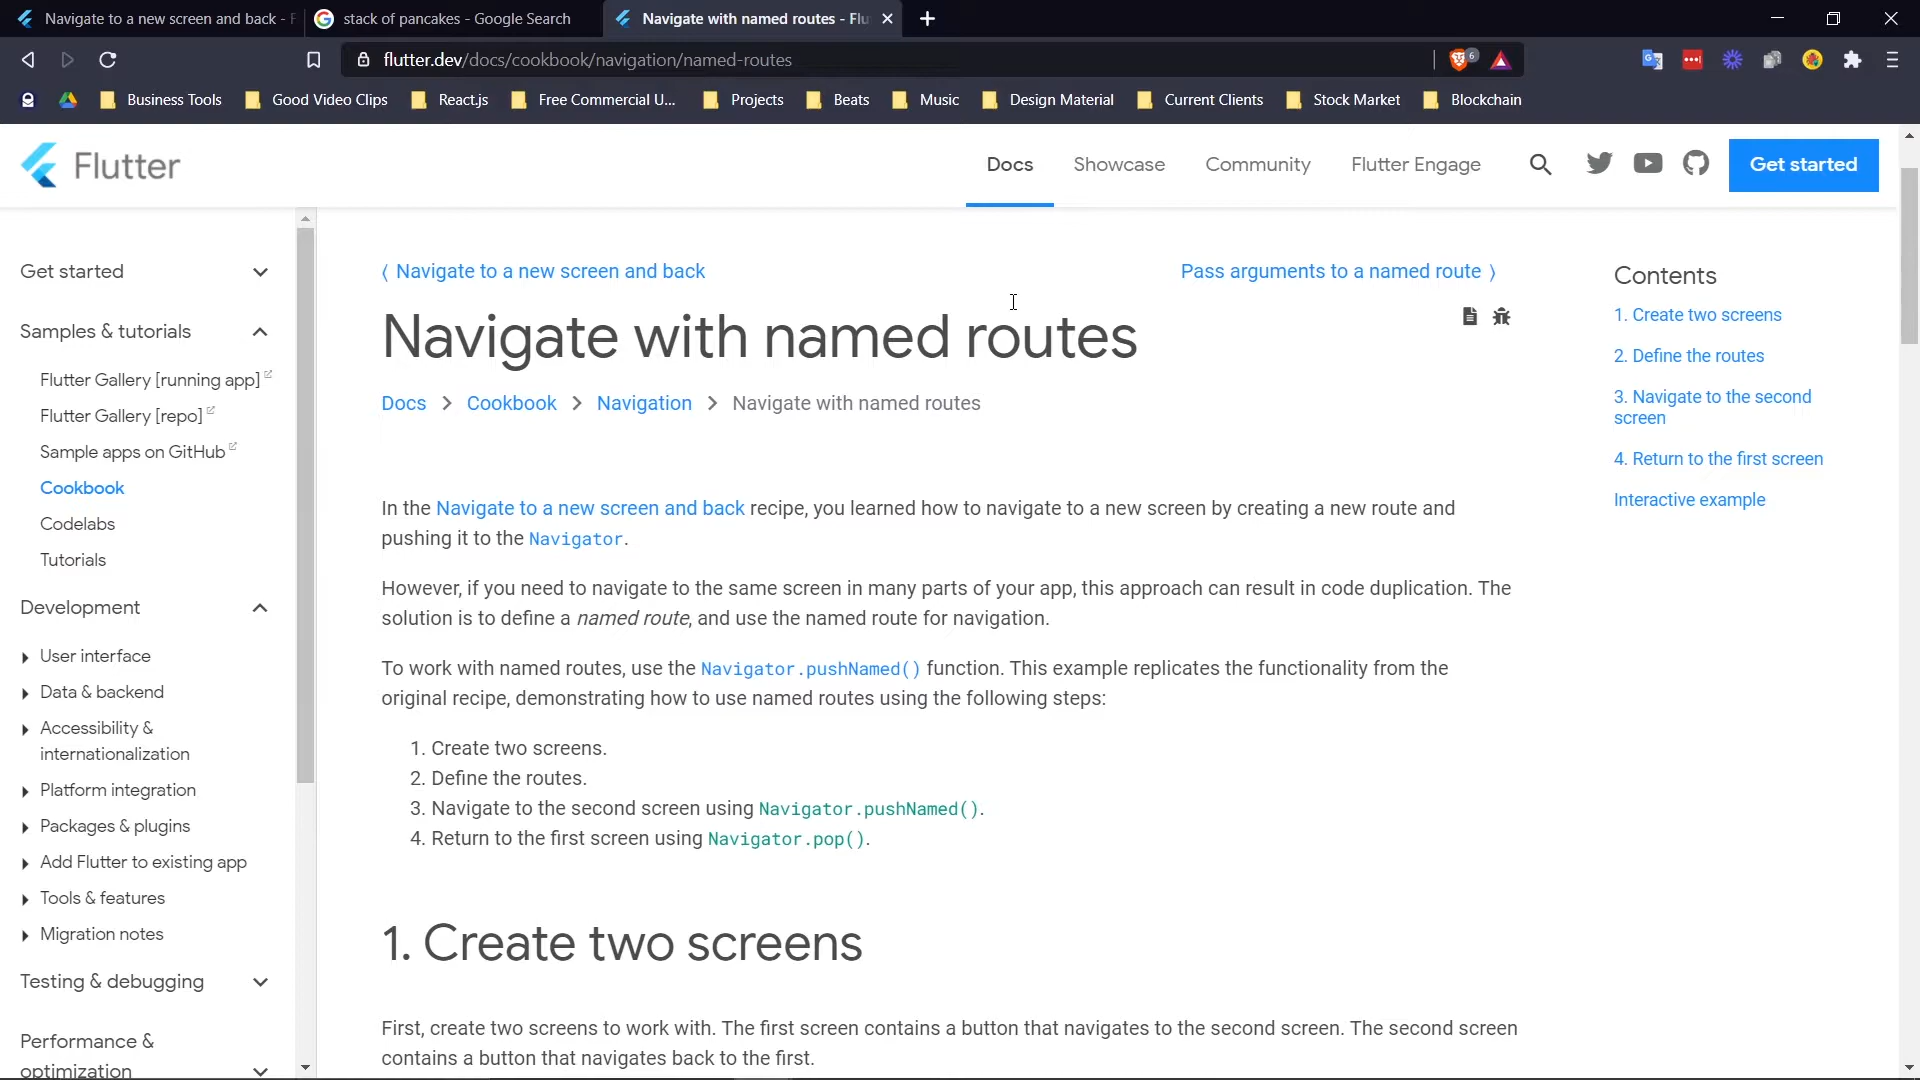 Navigate to a new screen and back - F
stack of pancakes - Google Search
Navigate with named routes - Flu
flutter.dev/docs/cookbook/navigation/named-routes
6
Business Tools
Good Video Clips
React.js
Free Commercial U...
Projects
Beats
Music
Design Material
Current Clients
Stock Market
Blockchain
Flutter
Docs
Showcase
Community
Flutter Engage
Get started
Get started
Samples & tutorials
Flutter Gallery [running app]
Flutter Gallery [repo]
Sample apps on GitHub
Cookbook
Codelabs
Tutorials
Development
User interface
Data & backend
Accessibility &
internationalization
Platform integration
Packages & plugins
Add Flutter to existing app
Tools & features
Migration notes
Testing & debugging
Performance &
optimization
⟨ Navigate to a new screen and back
Pass arguments to a named route ⟩
Navigate with named routes
Docs > Cookbook > Navigation > Navigate with named routes
In the Navigate to a new screen and back recipe, you learned how to navigate to a new screen by creating a new route and
pushing it to the Navigator.
However, if you need to navigate to the same screen in many parts of your app, this approach can result in code duplication. The
solution is to define a named route, and use the named route for navigation.
To work with named routes, use the Navigator.pushNamed() function. This example replicates the functionality from the
original recipe, demonstrating how to use named routes using the following steps:
1. Create two screens.
2. Define the routes.
3. Navigate to the second screen using Navigator.pushNamed().
4. Return to the first screen using Navigator.pop().
1. Create two screens
First, create two screens to work with. The first screen contains a button that navigates to the second screen. The second screen
contains a button that navigates back to the first.
Contents
1. Create two screens
2. Define the routes
3. Navigate to the second
screen
4. Return to the first screen
Interactive example